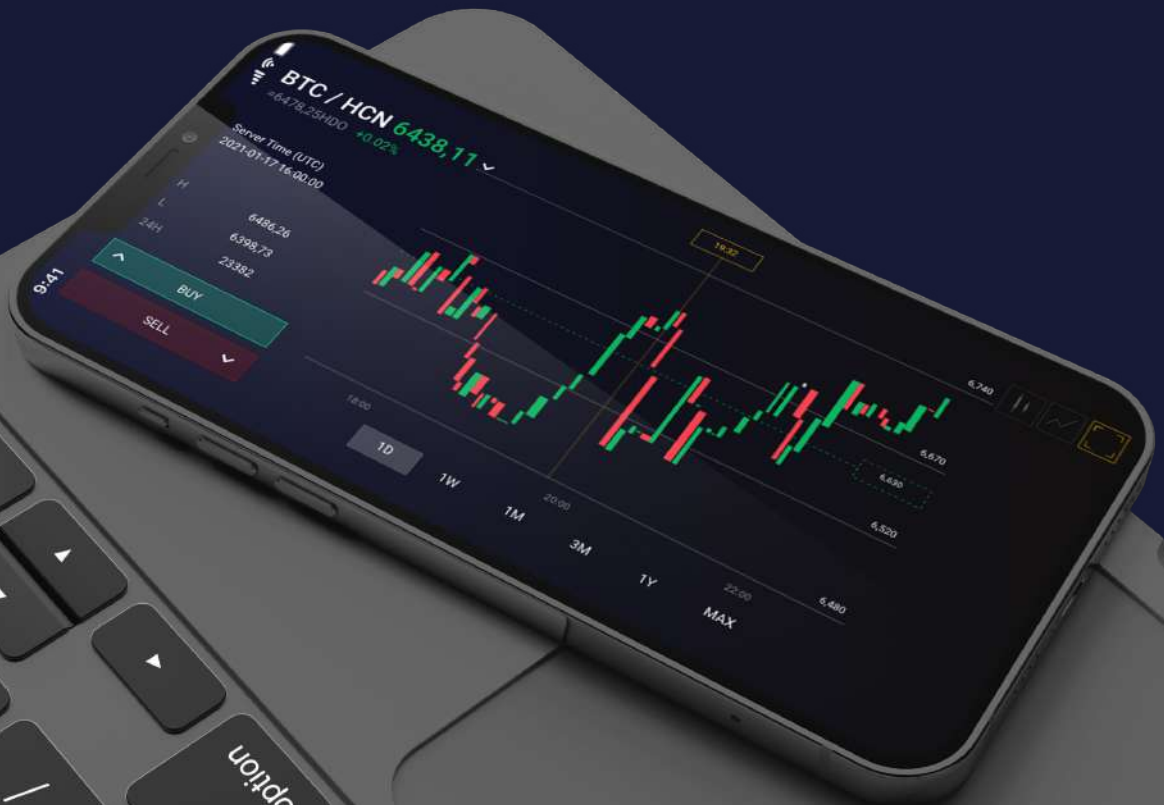 BTC / HCN 6438,11
≈6478,25HDO +0.02%
Server Time (UTC)
2021-01-17 16:00:00
H 6486,26
L 6398,73
24H 23382
BUY
SELL
9:41
19:32
6,740
6,670
6,630
6,520
6,480
18:00
20:00
22:00
1D
1W
1M
3M
1Y
MAX
option
/